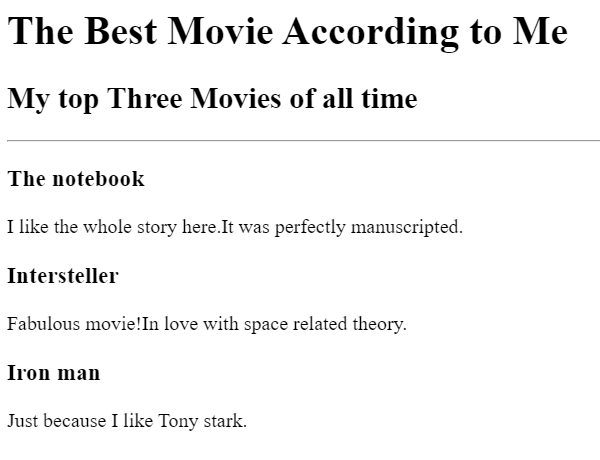 The Best Movie According to Me
My top Three Movies of all time
The notebook
I like the whole story here.It was perfectly manuscripted.
Intersteller
Fabulous movie!In love with space related theory.
Iron man
Just because I like Tony stark.